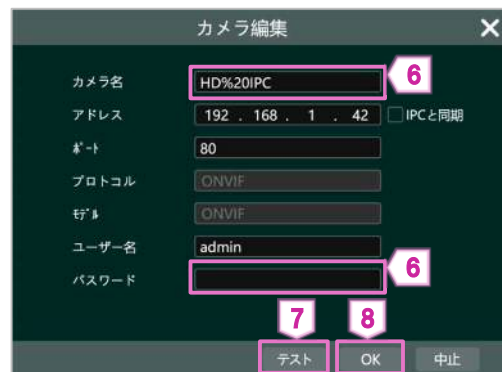 カメラ編集 ×
カメラ名 HD%20IPC 6
アドレス 192 . 168 . 1 . 42 IPCと同期
ﾎﾟｰﾄ 80
プロトコル ONVIF
ﾓﾃﾞﾙ ONVIF
ユーザー名 admin
パスワード 6
7 8
テスト OK 中止